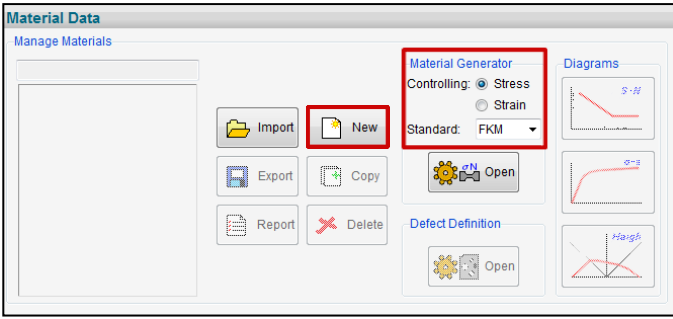 Material Data
Manage Materials
Import
New
Export
Copy
Report
Delete
Material Generator
Controlling: Stress
Strain
Standard: FKM
σN Open
Defect Definition
Open
Diagrams
S-N
σ-ε
Haigh